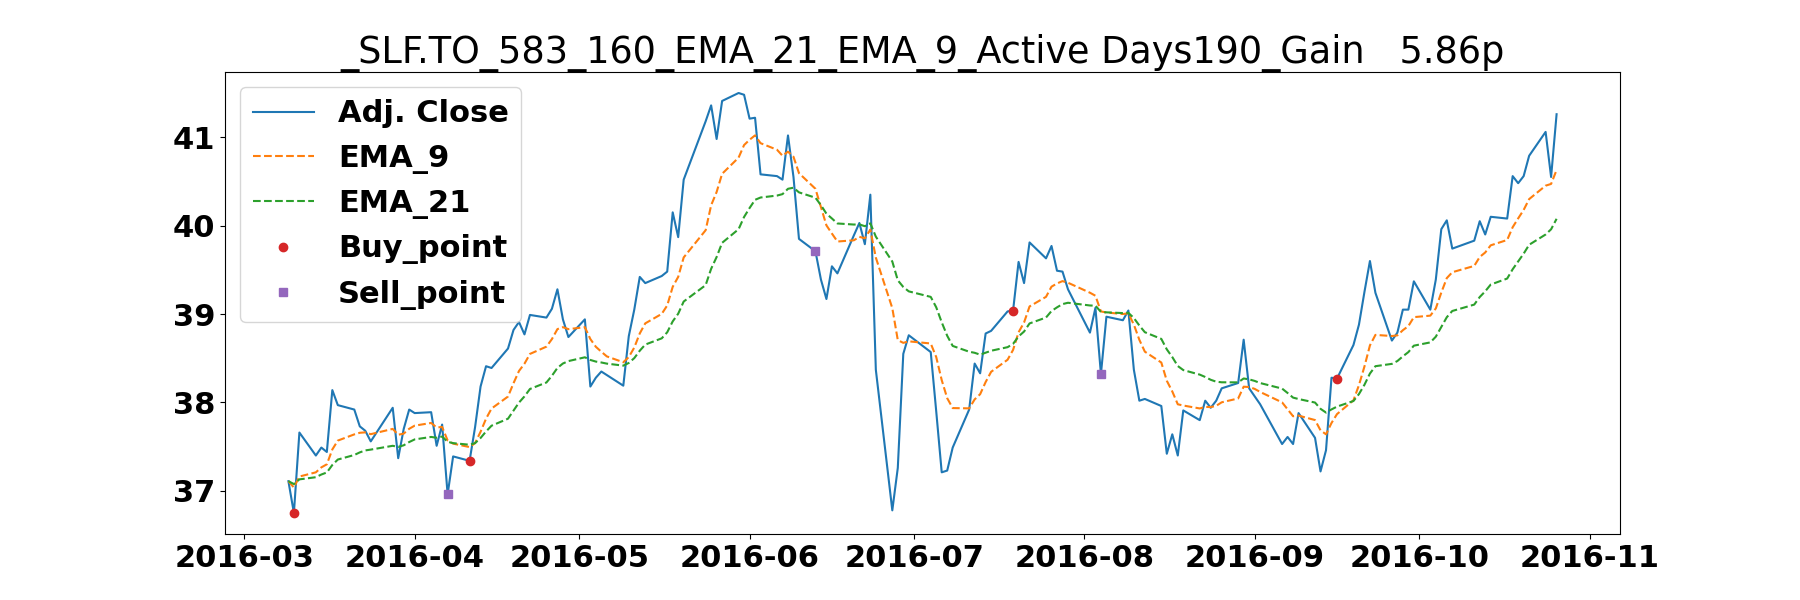 _SLF.TO_583_160_EMA_21_EMA_9_Active Days190_Gain   5.86p
Adj. Close
EMA_9
EMA_21
Buy_point
Sell_point
41
40
39
38
37
2016-03 2016-04 2016-05 2016-06 2016-07 2016-08 2016-09 2016-10 2016-11